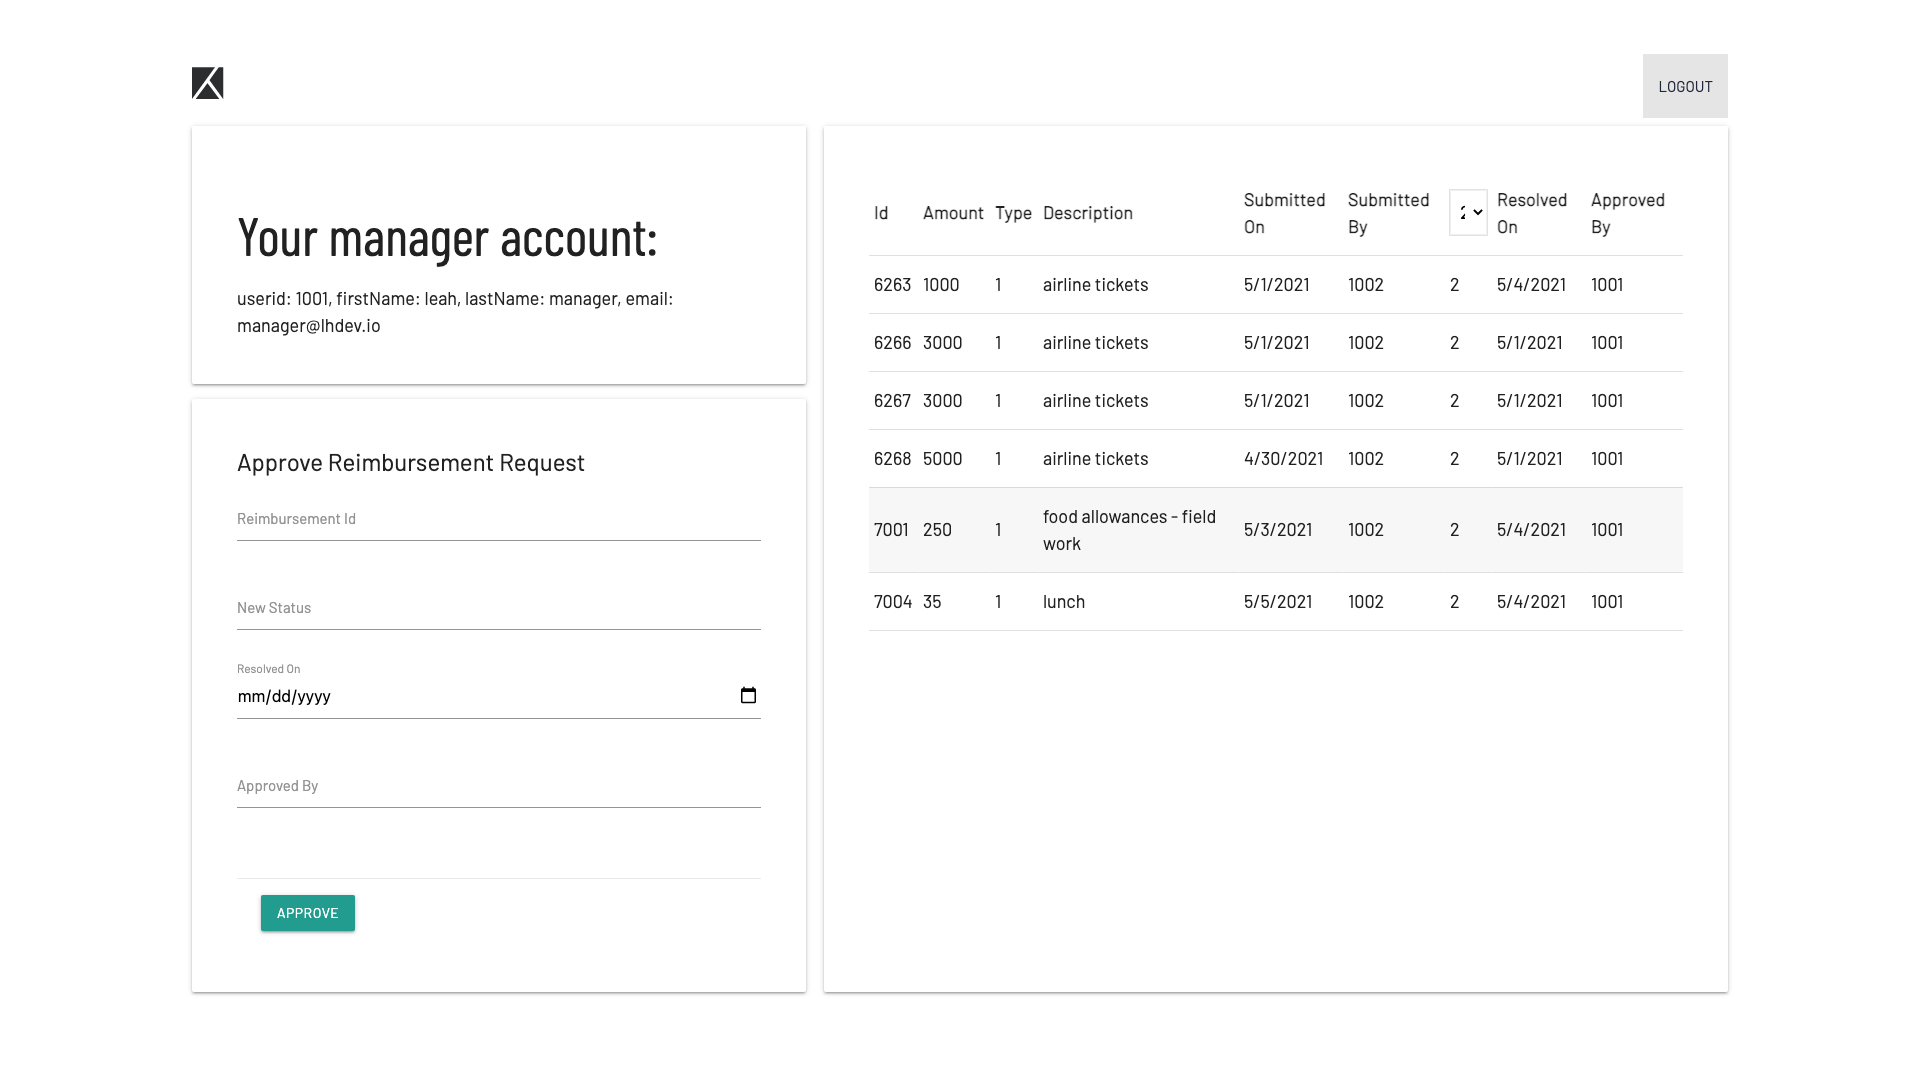 LOGOUT
Your manager account:
userid: 1001, firstName: leah, lastName: manager, email:
manager@lhdev.io
Approve Reimbursement Request
Reimbursement Id
New Status
Resolved On
mm/dd/yyyy
Approved By
APPROVE
Id Amount Type Description Submitted On Submitted By 2 Resolved On Approved By
6263 1000 1 airline tickets 5/1/2021 1002 2 5/4/2021 1001
6266 3000 1 airline tickets 5/1/2021 1002 2 5/1/2021 1001
6267 3000 1 airline tickets 5/1/2021 1002 2 5/1/2021 1001
6268 5000 1 airline tickets 4/30/2021 1002 2 5/1/2021 1001
7001 250 1 food allowances - field work 5/3/2021 1002 2 5/4/2021 1001
7004 35 1 lunch 5/5/2021 1002 2 5/4/2021 1001